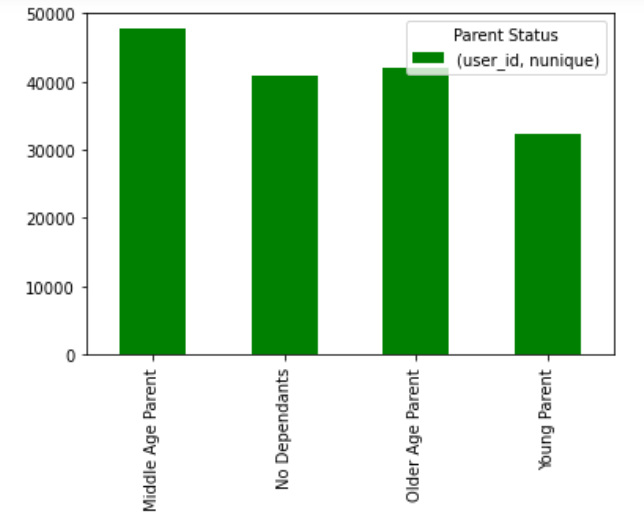 50000
40000
30000
20000
10000
0
Parent Status
(user_id, nunique)
Middle Age Parent
No Dependants
Older Age Parent
Young Parent